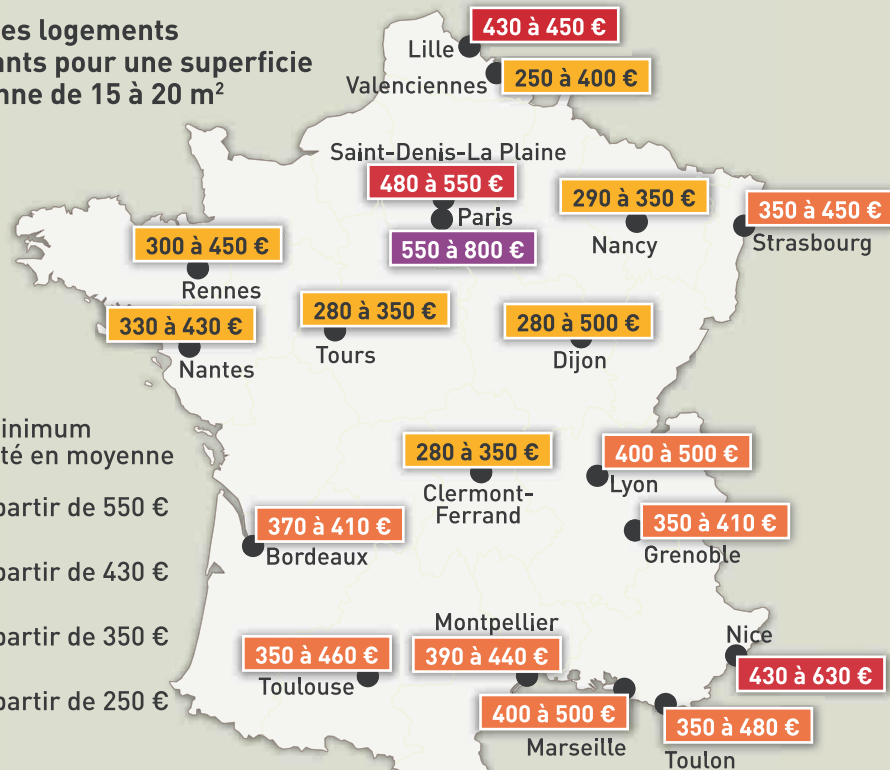 es logements
ants pour une superficie
nne de 15 à 20 m²
430 à 450 €
Lille
Valenciennes
250 à 400 €
Saint-Denis-La Plaine
480 à 550 €
Paris
550 à 800 €
290 à 350 €
Nancy
350 à 450 €
Strasbourg
300 à 450 €
Rennes
330 à 430 €
Nantes
280 à 350 €
Tours
280 à 500 €
Dijon
inimum
té en moyenne
partir de 550 €
partir de 430 €
partir de 350 €
partir de 250 €
280 à 350 €
Clermont-
Ferrand
400 à 500 €
Lyon
350 à 410 €
Grenoble
370 à 410 €
Bordeaux
350 à 460 €
Toulouse
Montpellier
390 à 440 €
Nice
430 à 630 €
400 à 500 €
Marseille
350 à 480 €
Toulon